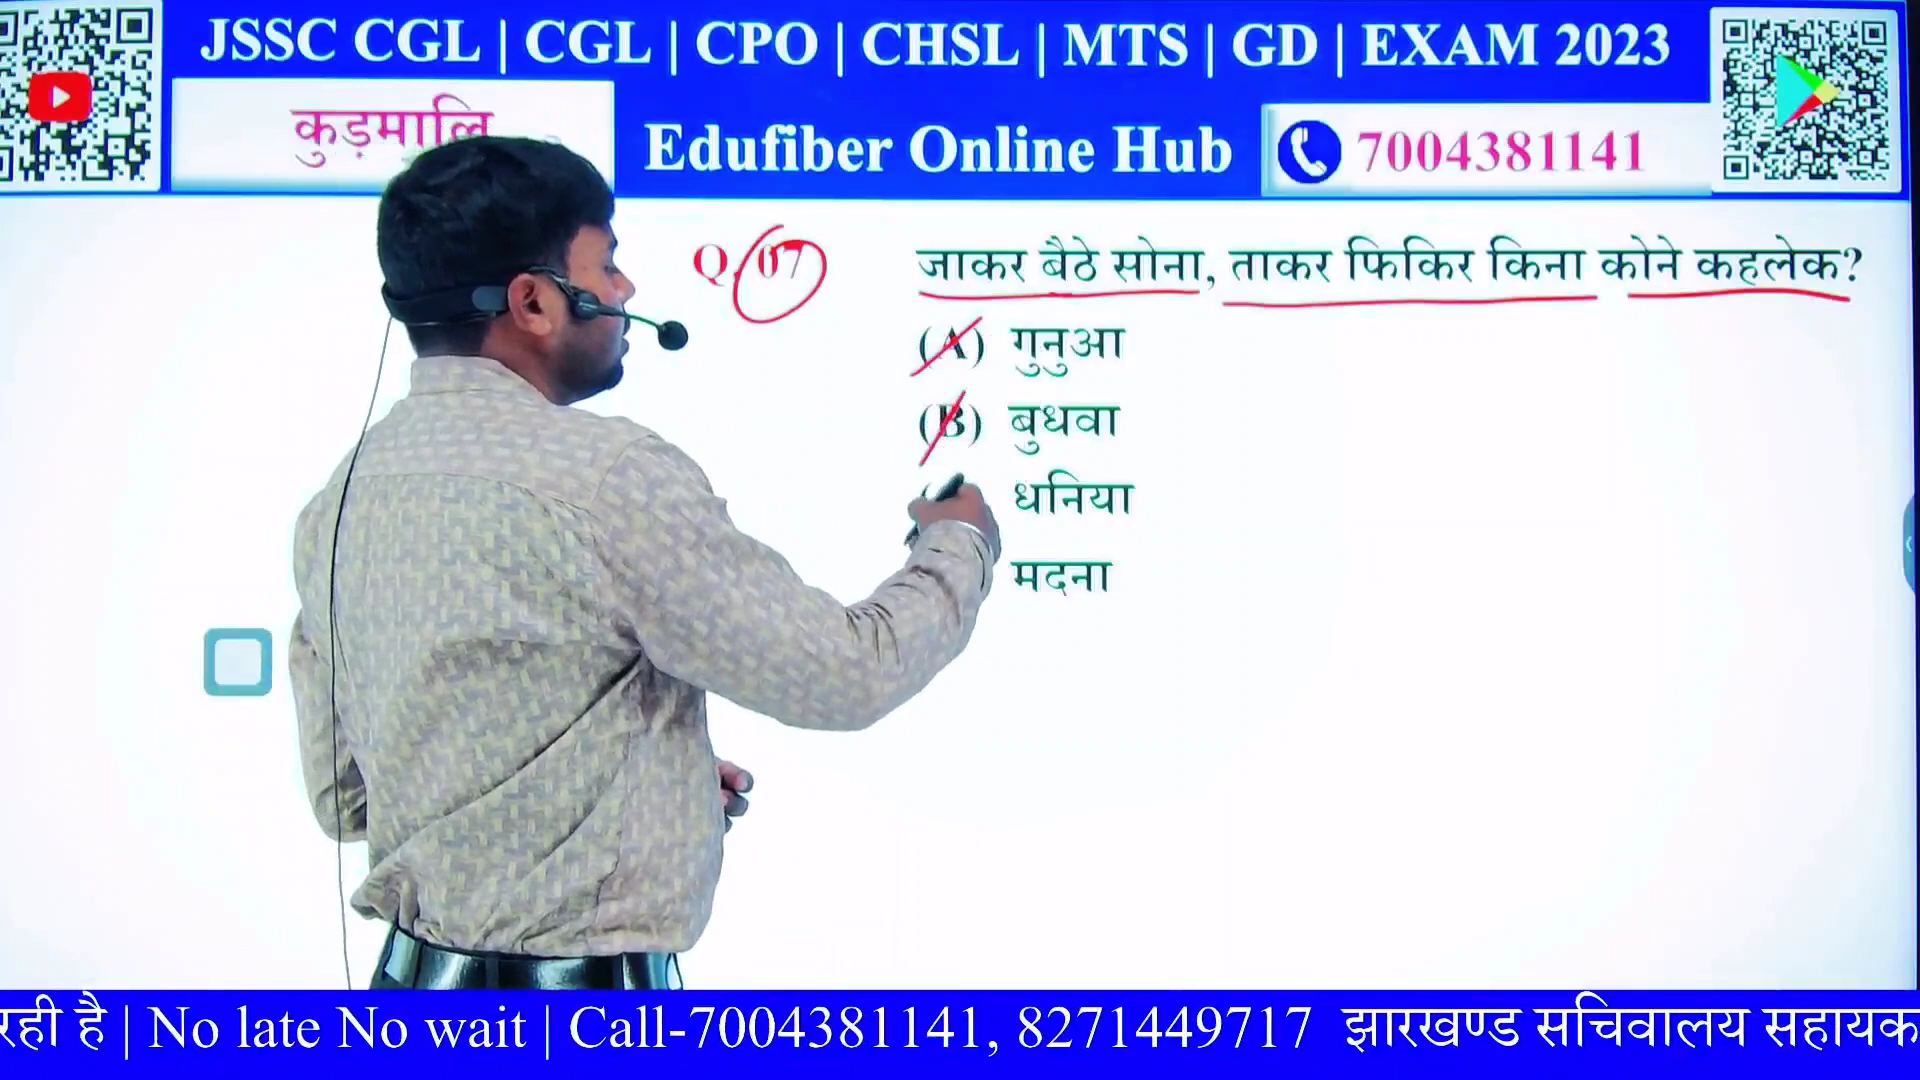 JSSC CGL | CGL | CPO | CHSL | MTS | GD | EXAM 2023
कुड़मालि
Edufiber Online Hub
7004381141
Q. 07 जाकर बैठे सोना, ताकर फिकिर किना कोने कहलेक?
(A) गुनुआ
(B) बुधवा
धनिया
मदना
रही है | No late No wait | Call-7004381141, 8271449717 झारखण्ड सचिवालय सहायक